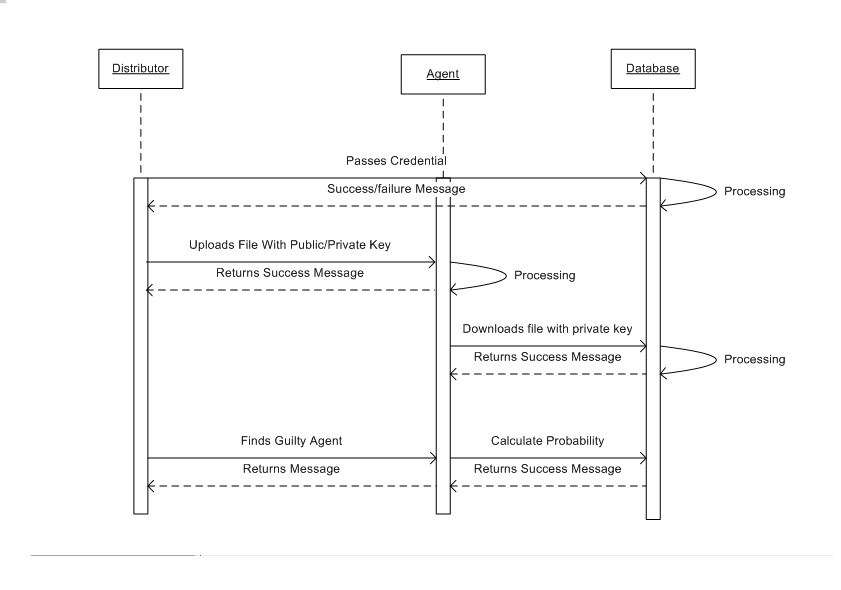 Distributor
Agent
Database
Passes Credential
Success/failure Message
Processing
Uploads File With Public/Private Key
Returns Success Message
Processing
Downloads file with private key
Returns Success Message
Processing
Finds Guilty Agent
Calculate Probability
Returns Message
Returns Success Message